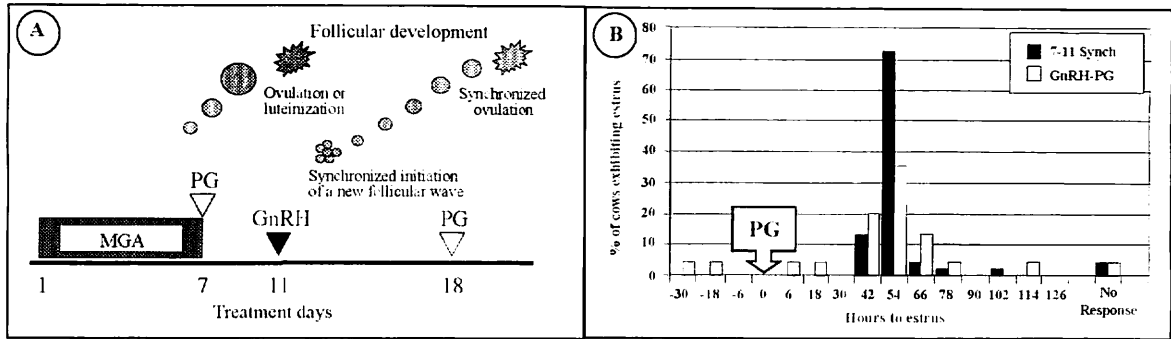 A
Follicular development
Ovulation or
luteinization
Synchronized
ovulation
Synchronized initiation
of a new follicular wave
PG
GnRH
PG
MGA
1 7 11 18
Treatment days
B
% of cows exhibiting estrus
80
70
60
50
40
30
20
10
0
7-11 Synch
GnRH-PG
PG
-30 -18 -6 0 6 18 30 42 54 66 78 90 102 114 126 No
Response
Hours to estrus